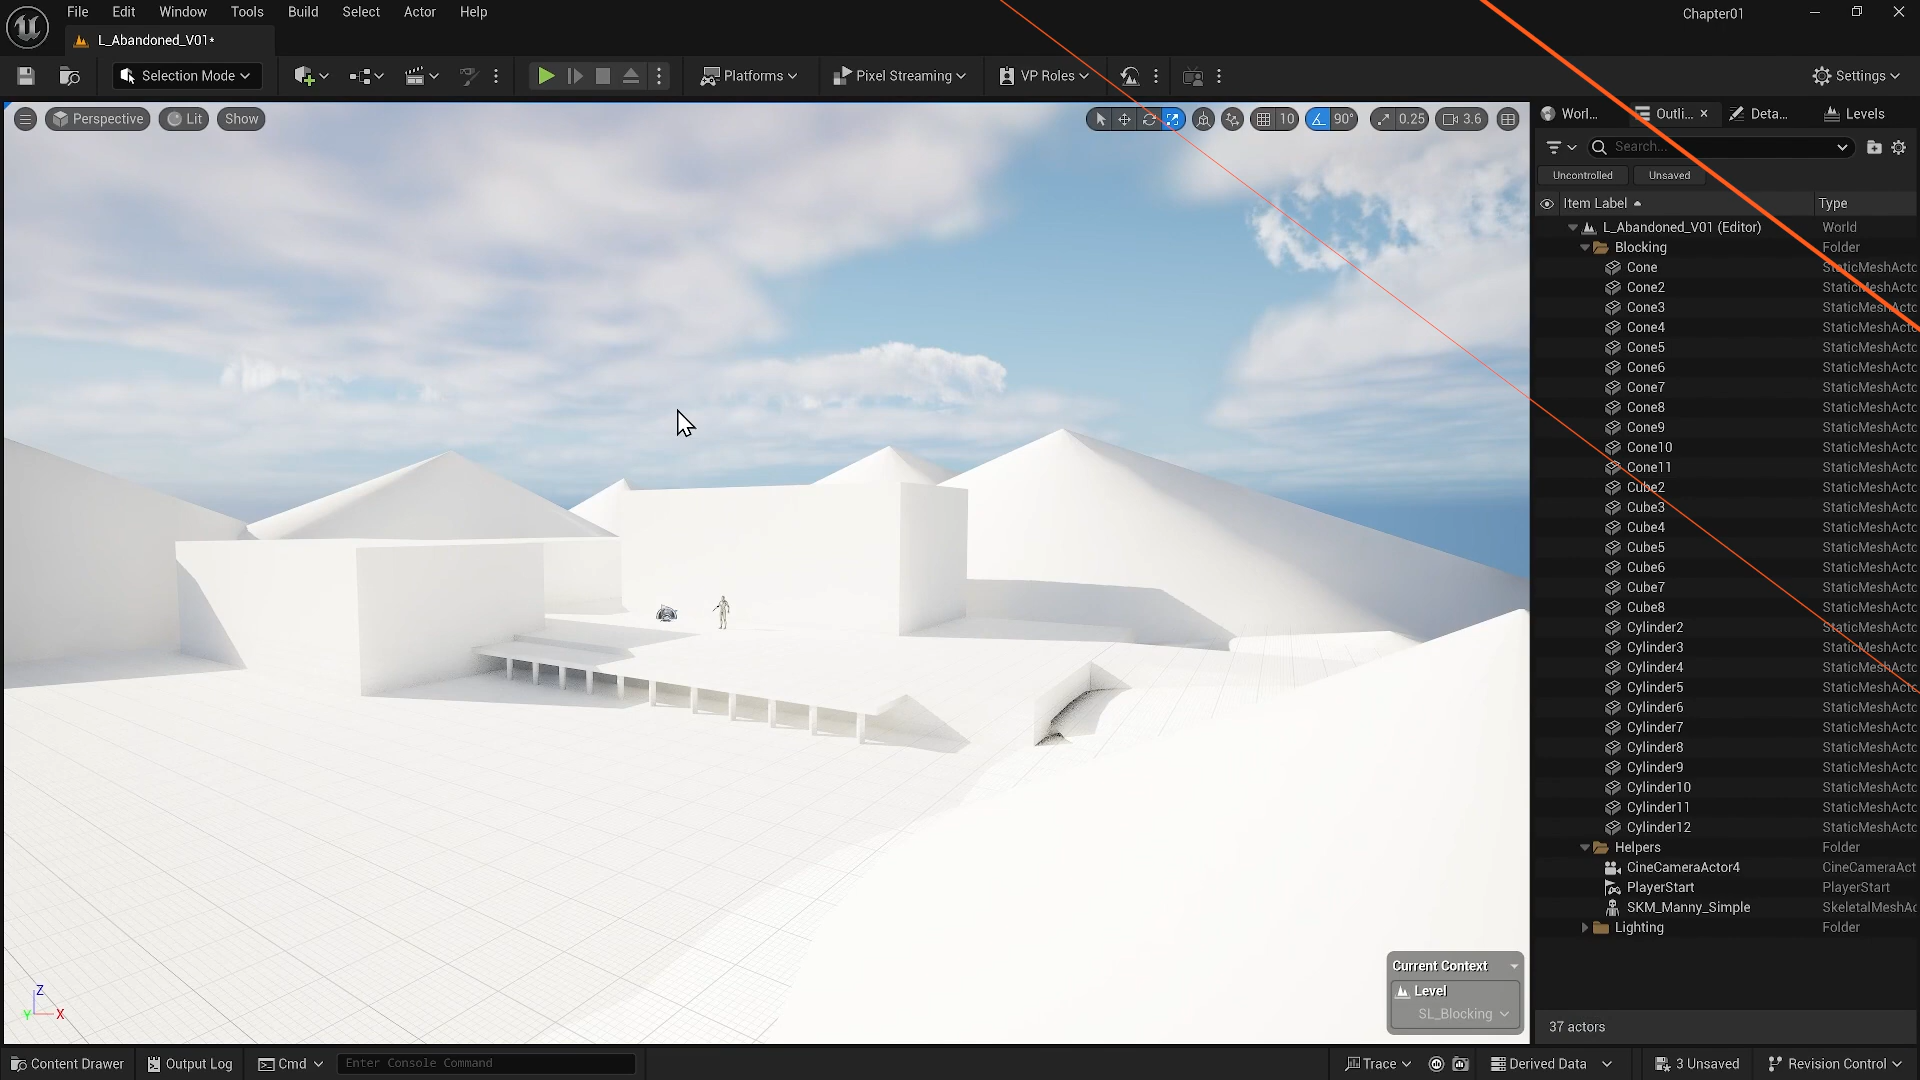 File Edit Window Tools Build Select Actor Help
Chapter01
L_Abandoned_V01*
Selection Mode
Platforms
Pixel Streaming
VP Roles
Settings
Perspective
Lit
Show
10
90°
0.25
3.6
Worl...
Outli...
Deta...
Levels
Search...
Uncontrolled
Unsaved
Item Label
Type
L_Abandoned_V01 (Editor) World
Blocking Folder
Cone StaticMeshActo
Cone2 StaticMeshActo
Cone3 StaticMeshActo
Cone4 StaticMeshActo
Cone5 StaticMeshActo
Cone6 StaticMeshActo
Cone7 StaticMeshActo
Cone8 StaticMeshActo
Cone9 StaticMeshActo
Cone10 StaticMeshActo
Cone11 StaticMeshActo
Cube2 StaticMeshActo
Cube3 StaticMeshActo
Cube4 StaticMeshActo
Cube5 StaticMeshActo
Cube6 StaticMeshActo
Cube7 StaticMeshActo
Cube8 StaticMeshActo
Cylinder2 StaticMeshActo
Cylinder3 StaticMeshActo
Cylinder4 StaticMeshActo
Cylinder5 StaticMeshActo
Cylinder6 StaticMeshActo
Cylinder7 StaticMeshActo
Cylinder8 StaticMeshActo
Cylinder9 StaticMeshActo
Cylinder10 StaticMeshActo
Cylinder11 StaticMeshActo
Cylinder12 StaticMeshActo
Helpers Folder
CineCameraActor4 CineCameraAct
PlayerStart PlayerStart
SKM_Manny_Simple SkeletalMeshAc
Lighting Folder
37 actors
Current Context
Level
SL_Blocking
Z
Y
X
Content Drawer
Output Log
Cmd
Enter Console Command
Trace
Derived Data
3 Unsaved
Revision Control